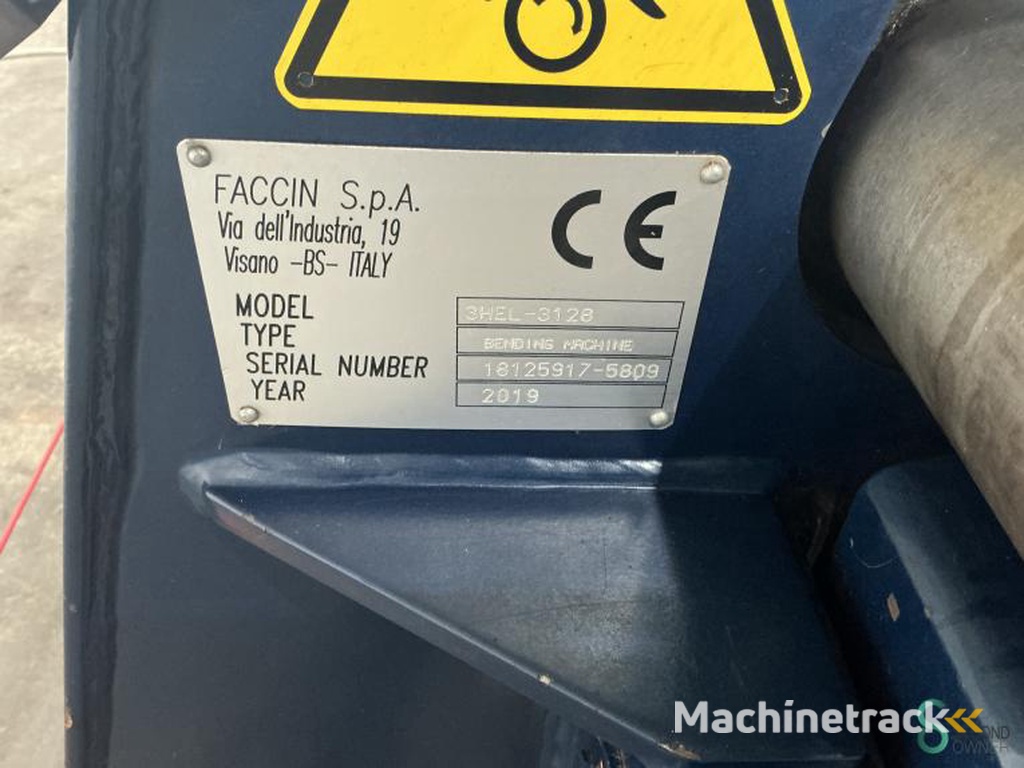 FACCIN S.p.A.
Via dell'Industria, 19
Visano -BS- ITALY
CE
MODEL 3HEL-3128
TYPE BENDING MACHINE
SERIAL NUMBER 18125917-5809
YEAR 2019
Machinetrack
OWNER